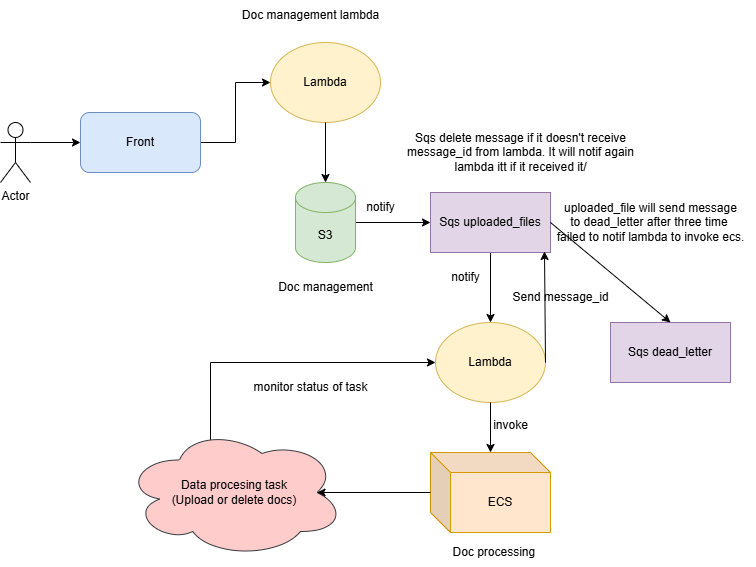 Doc management lambda
Lambda
Front
Actor
Sqs delete message if it doesn't receive
message_id from lambda. It will notif again
lambda itt if it received it/
notify
S3
Sqs uploaded_files
uploaded_file will send message
to dead_letter after three time
failed to notif lambda to invoke ecs.
Doc management
notify
Send message_id
Lambda
Sqs dead_letter
monitor status of task
invoke
Data procesing task
(Upload or delete docs)
ECS
Doc processing